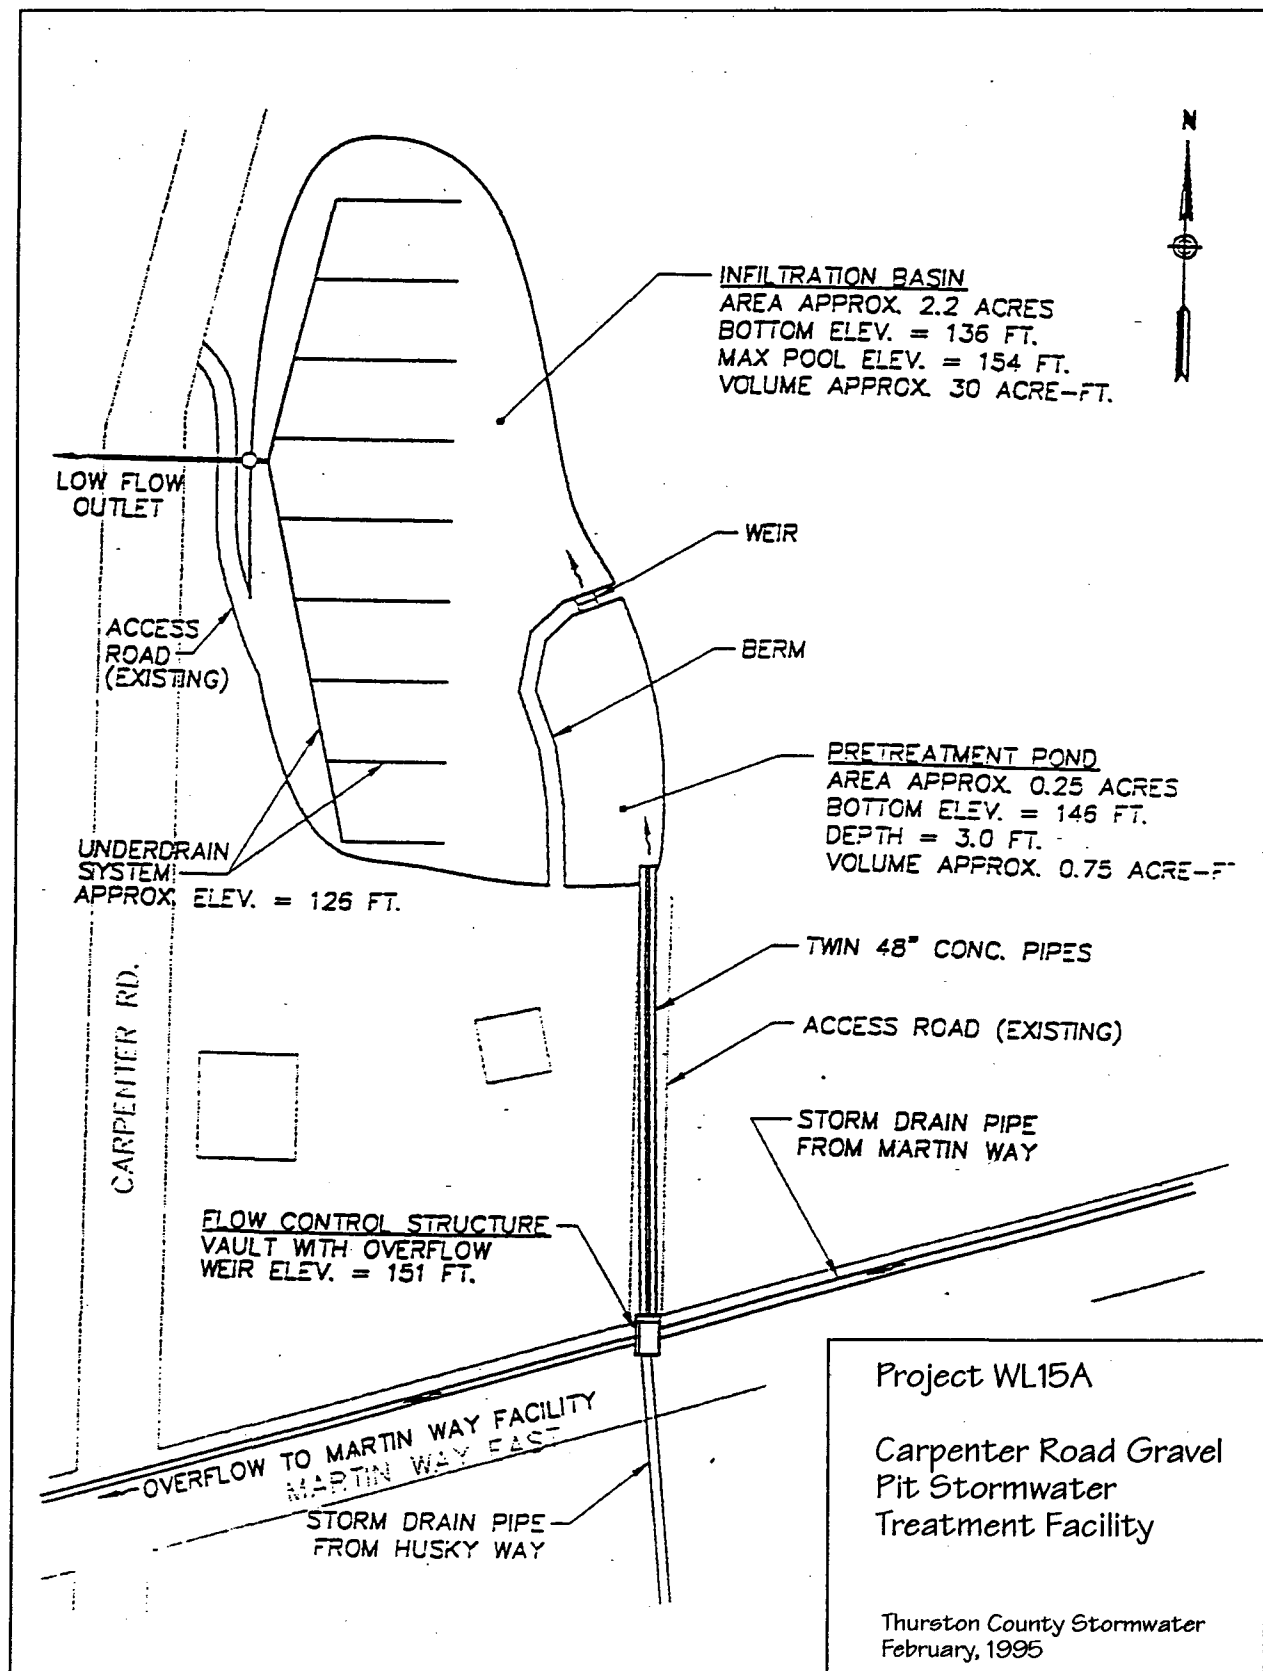 N
INFILTRATION BASIN
AREA APPROX. 2.2 ACRES
BOTTOM ELEV. = 136 FT.
MAX POOL ELEV. = 154 FT.
VOLUME APPROX. 30 ACRE-FT.
LOW FLOW
OUTLET
WEIR
ACCESS
ROAD
(EXISTING)
BERM
PRETREATMENT POND
AREA APPROX. 0.25 ACRES
BOTTOM ELEV. = 146 FT.
DEPTH = 3.0 FT.
VOLUME APPROX. 0.75 ACRE-FT
UNDERDRAIN
SYSTEM
APPROX. ELEV. = 126 FT.
TWIN 48" CONC. PIPES
CARPENTER RD.
ACCESS ROAD (EXISTING)
STORM DRAIN PIPE
FROM MARTIN WAY
FLOW CONTROL STRUCTURE
VAULT WITH OVERFLOW
WEIR ELEV. = 151 FT.
OVERFLOW TO MARTIN WAY FACILITY
MARTIN WAY EAST
STORM DRAIN PIPE
FROM HUSKY WAY
Project WL15A
Carpenter Road Gravel
Pit Stormwater
Treatment Facility
Thurston County Stormwater
February, 1995